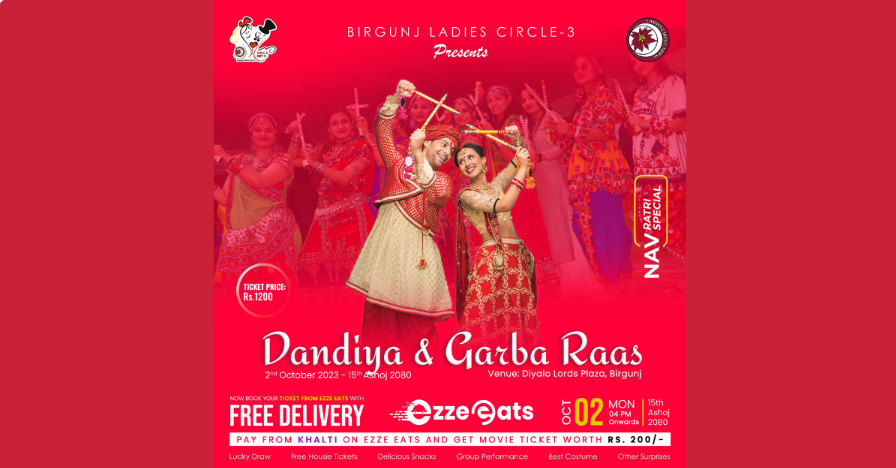 BIRGUNJ LADIES CIRCLE-3
Presents
NAV RATRI SPECIAL
TICKET PRICE:
Rs.1200
Dandiya & Garba Raas
2nd October 2023 - 15th Ashoj 2080
Venue: Diyalo Lords Plaza, Birgunj
NOW BOOK YOUR TICKET FROM EZZE EATS WITH
FREE DELIVERY
Ezze Eats
OCT 02 MON
04 PM
Onwards
15th
Ashoj
2080
PAY FROM KHALTI ON EZZE EATS AND GET MOVIE TICKET WORTH RS. 200/-
Lucky Draw Free Housie Tickets Delicious Snacks Group Performance Best Costume Other Surprises